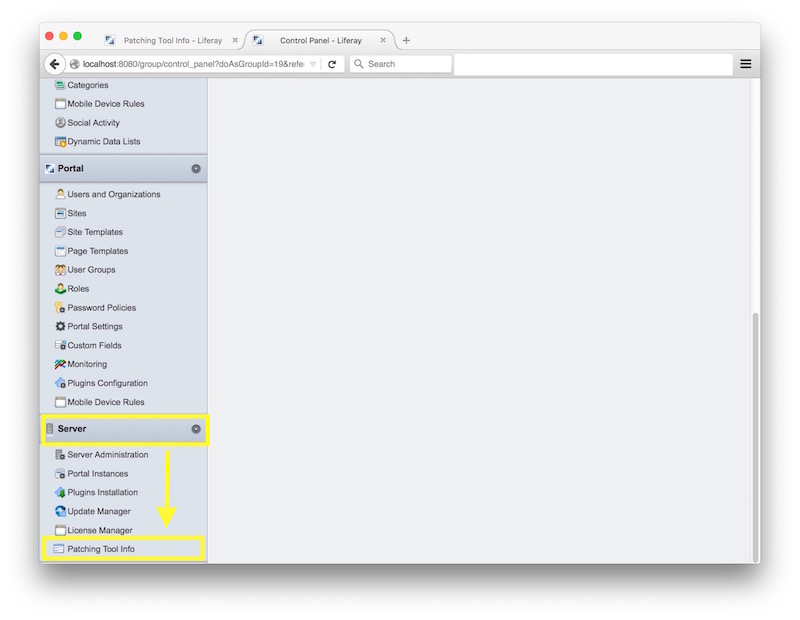 Patching Tool Info - Liferay
Control Panel - Liferay
localhost:8080/group/control_panel?doAsGroupId=19&refe
Search
Categories
Mobile Device Rules
Social Activity
Dynamic Data Lists
Portal
Users and Organizations
Sites
Site Templates
Page Templates
User Groups
Roles
Password Policies
Portal Settings
Custom Fields
Monitoring
Plugins Configuration
Mobile Device Rules
Server
Server Administration
Portal Instances
Plugins Installation
Update Manager
License Manager
Patching Tool Info